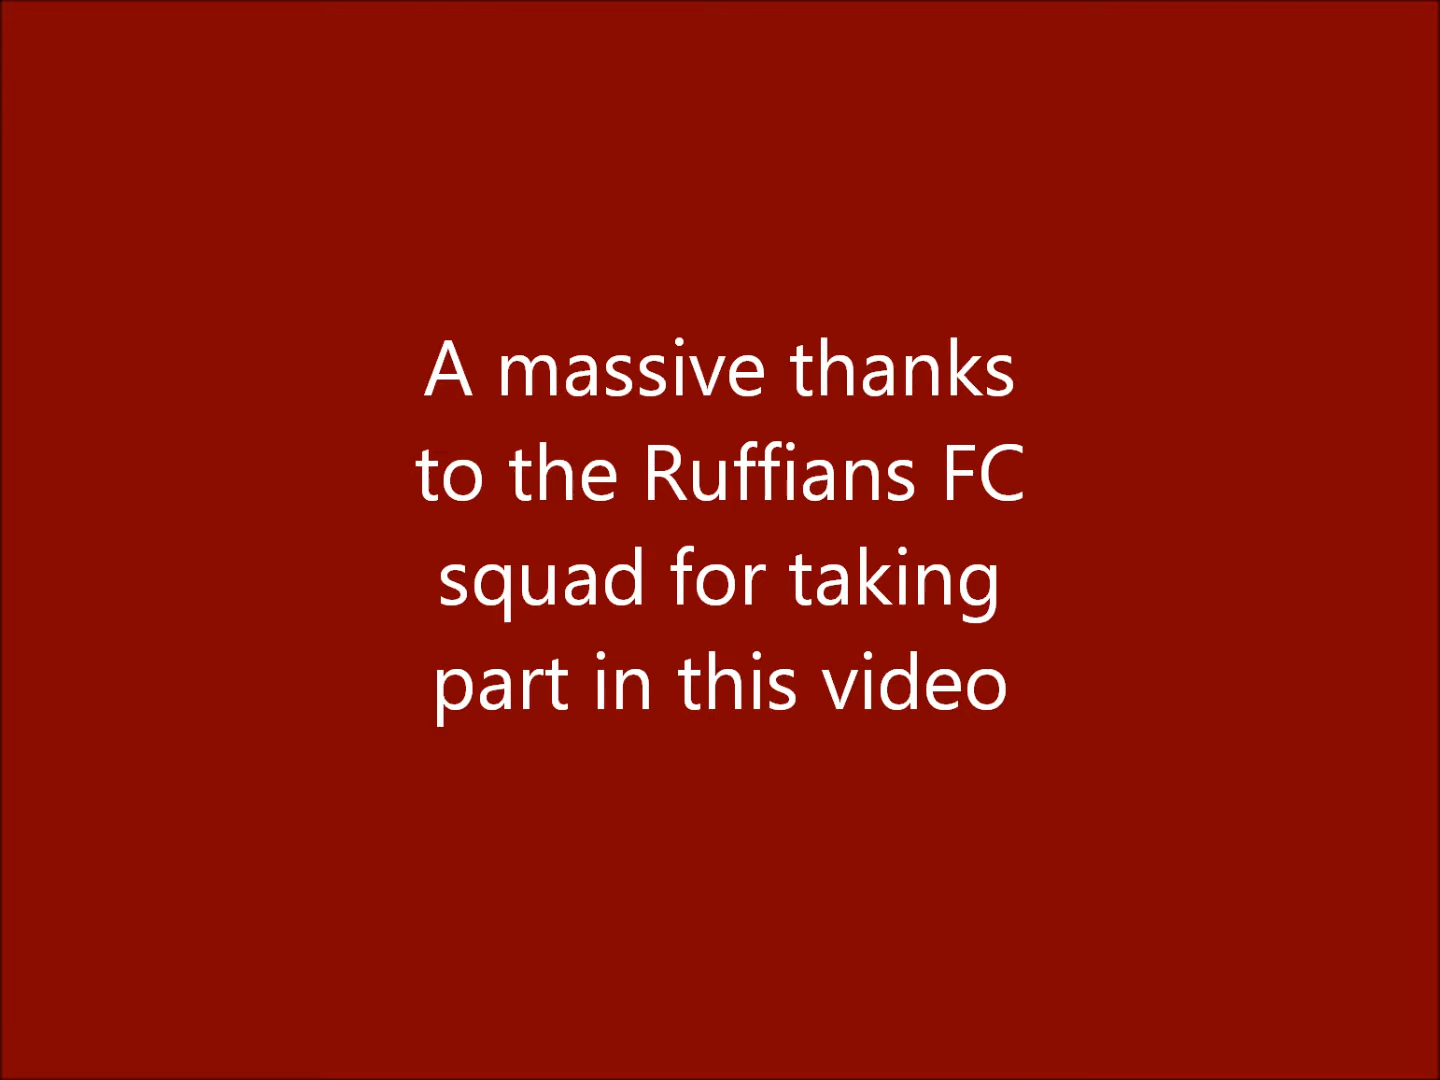 A massive thanks
to the Ruffians FC
squad for taking
part in this video